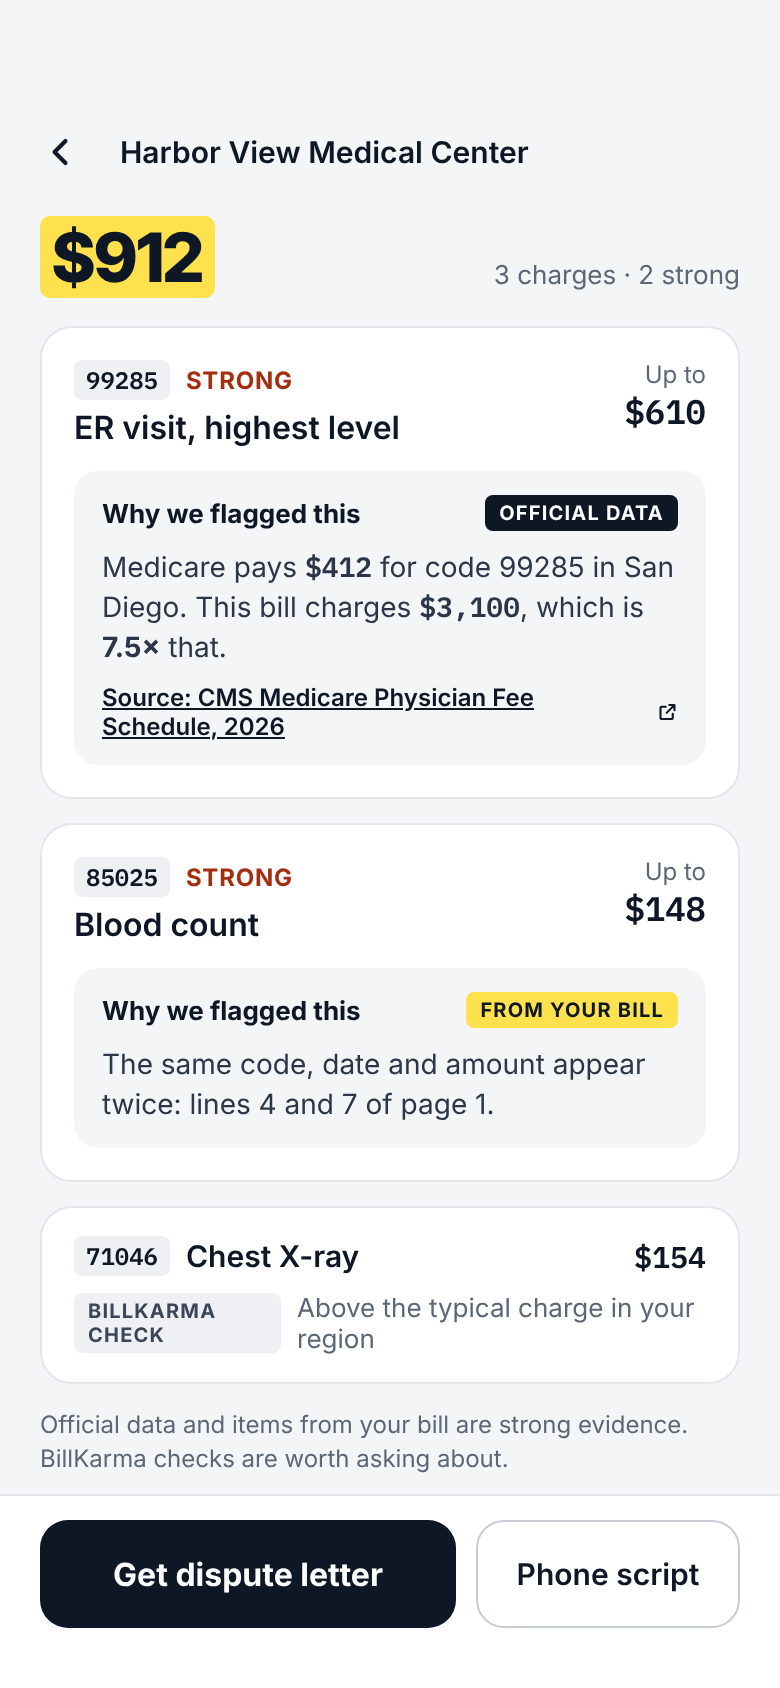 Harbor View Medical Center
$912
3 charges · 2 strong
99285 STRONG
Up to
ER visit, highest level
$610
Why we flagged this
OFFICIAL DATA
Medicare pays $412 for code 99285 in San
Diego. This bill charges $3,100, which is
7.5× that.
Source: CMS Medicare Physician Fee
Schedule, 2026
85025 STRONG
Up to
Blood count
$148
Why we flagged this
FROM YOUR BILL
The same code, date and amount appear
twice: lines 4 and 7 of page 1.
71046 Chest X-ray
$154
BILLKARMA
CHECK
Above the typical charge in your
region
Official data and items from your bill are strong evidence.
BillKarma checks are worth asking about.
Get dispute letter
Phone script